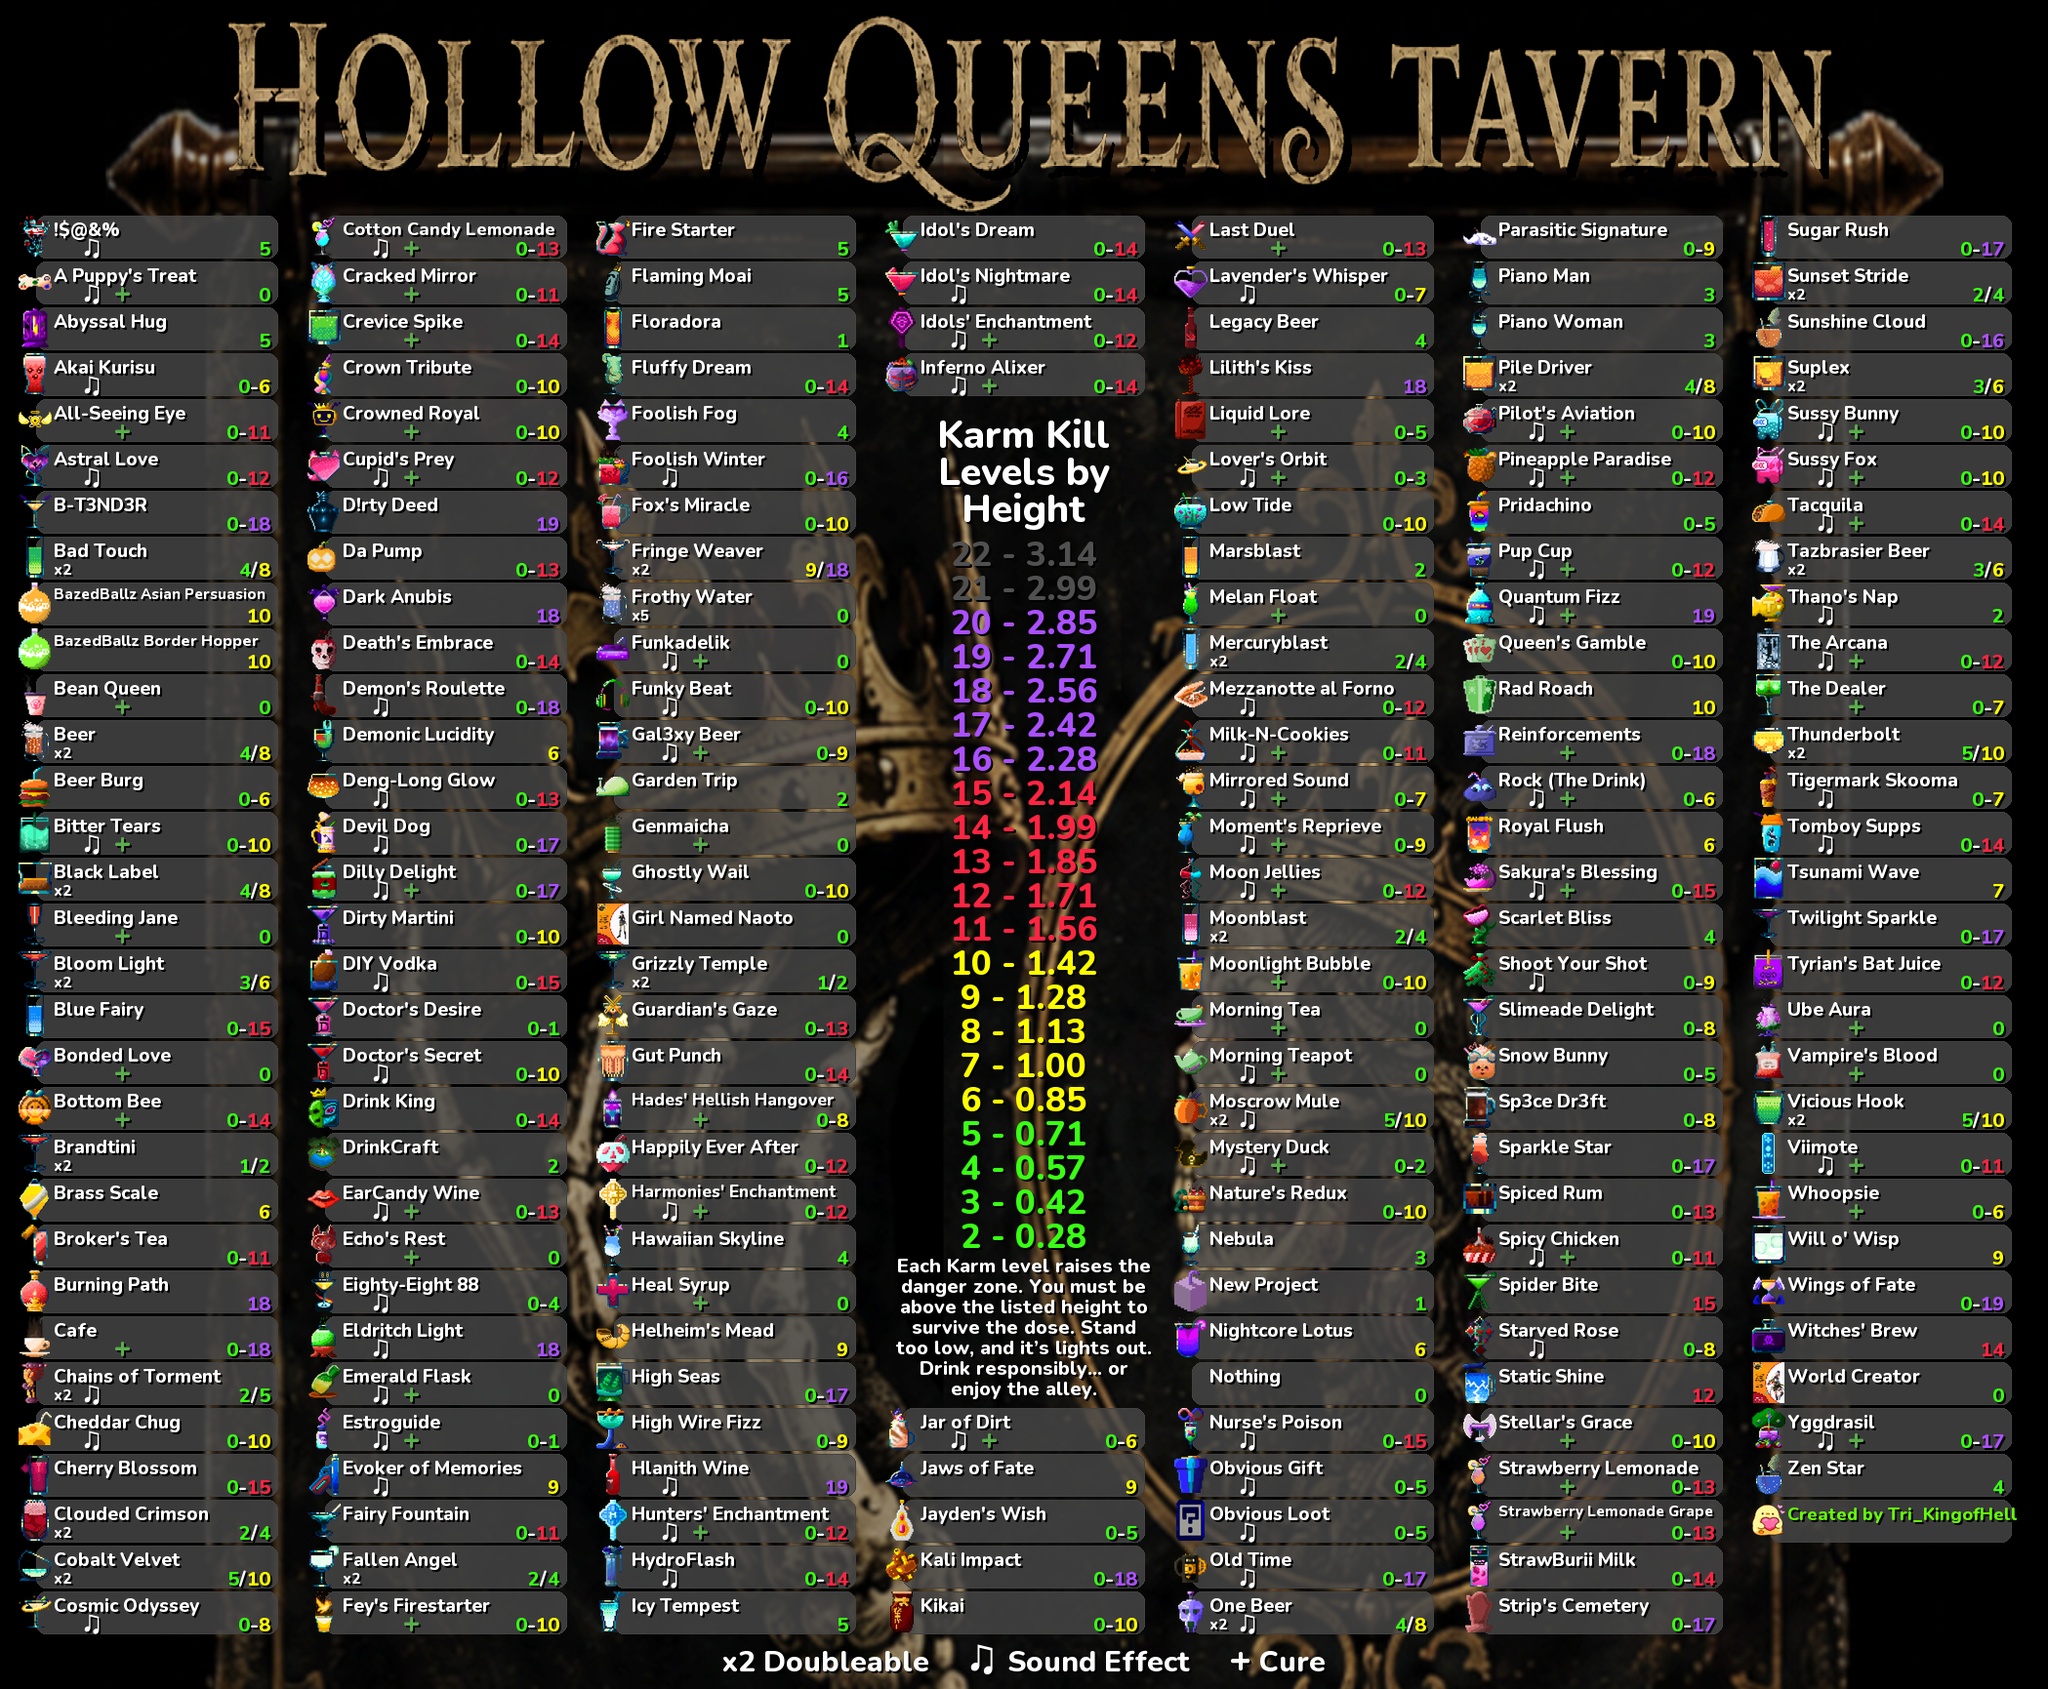 HOLLOW QUEENS TAVERN
!$@&%
♫
5
A Puppy's Treat
♫ +
0
Abyssal Hug
5
Akai Kurisu
♫
0-6
All-Seeing Eye
+
0-11
Astral Love
♫
0-12
B-T3ND3R
0-18
Bad Touch
x2
4/8
BazedBallz Asian Persuasion
10
BazedBallz Border Hopper
10
Bean Queen
+
0
Beer
x2
4/8
Beer Burg
0-6
Bitter Tears
♫ +
0-10
Black Label
x2
4/8
Bleeding Jane
+
0
Bloom Light
x2
3/6
Blue Fairy
0-15
Bonded Love
+
0
Bottom Bee
+
0-14
Brandtini
x2
1/2
Brass Scale
6
Broker's Tea
0-11
Burning Path
18
Cafe
+
0-18
Chains of Torment
x2 ♫
2/5
Cheddar Chug
♫
0-10
Cherry Blossom
0-15
Clouded Crimson
x2
2/4
Cobalt Velvet
x2
5/10
Cosmic Odyssey
♫
0-8
Cotton Candy Lemonade
♫ +
0-13
Cracked Mirror
+
0-11
Crevice Spike
+
0-14
Crown Tribute
0-10
Crowned Royal
+
0-10
Cupid's Prey
♫ +
0-12
D!rty Deed
19
Da Pump
0-13
Dark Anubis
18
Death's Embrace
0-14
Demon's Roulette
♫
0-18
Demonic Lucidity
6
Deng-Long Glow
♫
0-13
Devil Dog
♫
0-17
Dilly Delight
♫ +
0-17
Dirty Martini
0-10
DIY Vodka
♫
0-15
Doctor's Desire
0-1
Doctor's Secret
♫
0-10
Drink King
0-14
DrinkCraft
2
EarCandy Wine
♫ +
0-13
Echo's Rest
+
0
Eighty-Eight 88
♫
0-4
Eldritch Light
♫
18
Emerald Flask
♫ +
0
Estroguide
♫ +
0-1
Evoker of Memories
♫
9
Fairy Fountain
0-11
Fallen Angel
x2
2/4
Fey's Firestarter
+
0-10
Fire Starter
5
Flaming Moai
5
Floradora
1
Fluffy Dream
0-14
Foolish Fog
4
Foolish Winter
♫
0-16
Fox's Miracle
0-10
Fringe Weaver
x2
9/18
Frothy Water
x5
0
Funkadelik
♫ +
0
Funky Beat
♫
0-10
Gal3xy Beer
♫ +
0-9
Garden Trip
2
Genmaicha
+
0
Ghostly Wail
0-10
Girl Named Naoto
0
Grizzly Temple
x2
1/2
Guardian's Gaze
0-13
Gut Punch
0-14
Hades' Hellish Hangover
+
0-8
Happily Ever After
0-12
Harmonies' Enchantment
♫ +
0-12
Hawaiian Skyline
4
Heal Syrup
+
0
Helheim's Mead
9
High Seas
0-17
High Wire Fizz
0-9
Hlanith Wine
19
Hunters' Enchantment
♫ +
0-12
HydroFlash
♫
0-14
Icy Tempest
5
Idol's Dream
0-14
Idol's Nightmare
♫
0-14
Idols' Enchantment
♫ +
0-12
Inferno Alixer
♫ +
0-14
Karm Kill
Levels by
Height
22 - 3.14
21 - 2.99
20 - 2.85
19 - 2.71
18 - 2.56
17 - 2.42
16 - 2.28
15 - 2.14
14 - 1.99
13 - 1.85
12 - 1.71
11 - 1.56
10 - 1.42
9 - 1.28
8 - 1.13
7 - 1.00
6 - 0.85
5 - 0.71
4 - 0.57
3 - 0.42
2 - 0.28
Each Karm level raises the
danger zone. You must be
above the listed height to
survive the dose. Stand
too low, and it's lights out.
Drink responsibly... or
enjoy the alley.
Jar of Dirt
♫ +
0-6
Jaws of Fate
9
Jayden's Wish
0-5
Kali Impact
0-18
Kikai
0-10
Last Duel
+
0-13
Lavender's Whisper
♫
0-7
Legacy Beer
4
Lilith's Kiss
18
Liquid Lore
+
0-5
Lover's Orbit
♫ +
0-3
Low Tide
0-10
Marsblast
2
Melan Float
+
0
Mercuryblast
x2
2/4
Mezzanotte al Forno
♫
0-12
Milk-N-Cookies
♫ +
0-11
Mirrored Sound
♫ +
0-7
Moment's Reprieve
♫ +
0-9
Moon Jellies
♫ +
0-12
Moonblast
x2
2/4
Moonlight Bubble
+
0-10
Morning Tea
+
0
Morning Teapot
♫ +
0
Moscrow Mule
x2 ♫
5/10
Mystery Duck
♫ +
0-2
Nature's Redux
0-10
Nebula
3
New Project
1
Nightcore Lotus
6
Nothing
0
Nurse's Poison
♫
0-15
Obvious Gift
♫
0-5
Obvious Loot
♫
0-5
Old Time
♫
0-17
One Beer
x2 ♫
4/8
Parasitic Signature
0-9
Piano Man
3
Piano Woman
3
Pile Driver
x2
4/8
Pilot's Aviation
♫ +
0-10
Pineapple Paradise
♫ +
0-12
Pridachino
0-5
Pup Cup
♫ +
0-12
Quantum Fizz
♫ +
19
Queen's Gamble
0-10
Rad Roach
10
Reinforcements
+
0-18
Rock (The Drink)
♫ +
0-6
Royal Flush
6
Sakura's Blessing
♫ +
0-15
Scarlet Bliss
4
Shoot Your Shot
♫
0-9
Slimeade Delight
0-8
Snow Bunny
0-5
Sp3ce Dr3ft
0-8
Sparkle Star
0-17
Spiced Rum
0-13
Spicy Chicken
♫ +
0-11
Spider Bite
15
Starved Rose
♫
0-8
Static Shine
12
Stellar's Grace
+
0-10
Strawberry Lemonade
+
0-13
Strawberry Lemonade Grape
+
0-13
StrawBurii Milk
0-14
Strip's Cemetery
0-17
Sugar Rush
0-17
Sunset Stride
x2
2/4
Sunshine Cloud
0-16
Suplex
x2
3/6
Sussy Bunny
♫ +
0-10
Sussy Fox
♫ +
0-10
Tacquila
♫ +
0-14
Tazbrasier Beer
x2
3/6
Thano's Nap
2
The Arcana
♫ +
0-12
The Dealer
+
0-7
Thunderbolt
x2
5/10
Tigermark Skooma
♫
0-7
Tomboy Supps
♫
0-14
Tsunami Wave
7
Twilight Sparkle
0-17
Tyrian's Bat Juice
0-12
Ube Aura
+
0
Vampire's Blood
+
0
Vicious Hook
x2
5/10
Viimote
♫ +
0-11
Whoopsie
+
0-6
Will o' Wisp
9
Wings of Fate
0-19
Witches' Brew
14
World Creator
0
Yggdrasil
♫ +
0-17
Zen Star
4
Created by Tri_KingofHell
x2 Doubleable ♫ Sound Effect + Cure